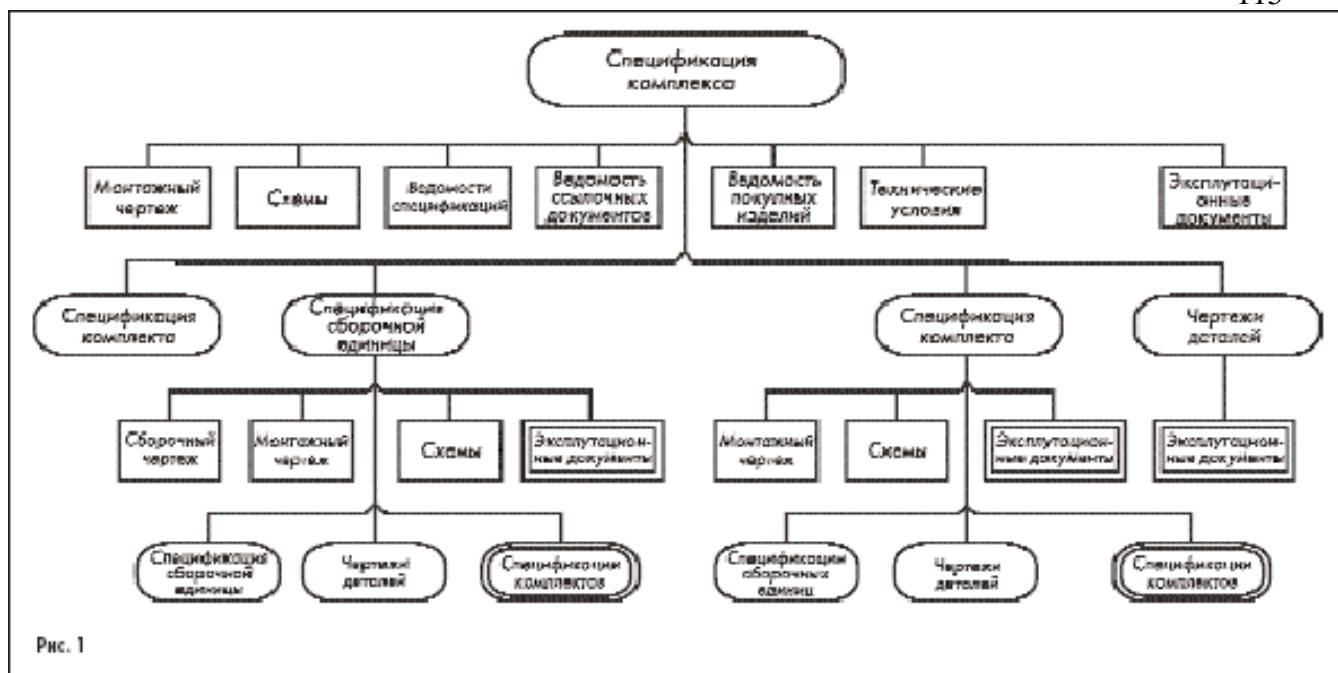 Спецификация
комплекса
Монтажный
чертеж
Схемы
Ведомости
спецификаций
Ведомость
ссылочных
документов
Ведомость
покупных
изделий
Технические
условия
Эксплутаци-
онные
документы
Спецификация
комплекта
Спецификация
сборочной
единицы
Спецификация
комплекта
Чертежи
деталей
Сборочный
чертеж
Монтажный
чертеж
Схемы
Эксплутацион-
ные документы
Монтажный
чертеж
Схемы
Эксплутацион-
ные документы
Эксплутацион-
ные документы
Спецификация
сборочной
единицы
Чертежи
деталей
Спецификации
комплектов
Спецификации
сборочных
единиц
Чертежи
деталей
Спецификации
комплектов
Рис. 1